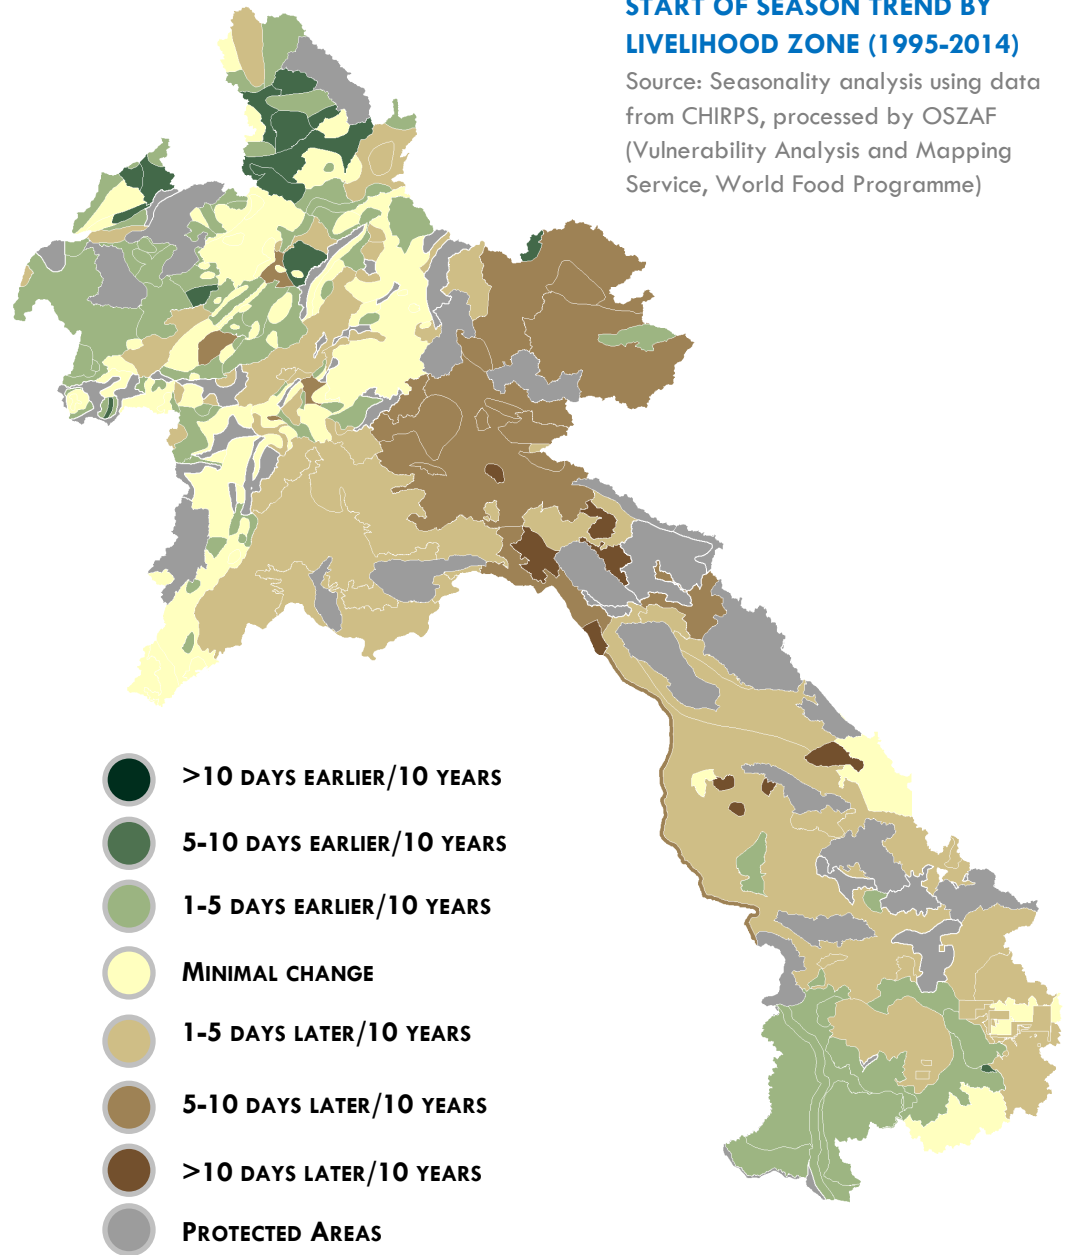 START OF SEASON TREND BY
LIVELIHOOD ZONE (1995-2014)
Source: Seasonality analysis using data
from CHIRPS, processed by OSZAF
(Vulnerability Analysis and Mapping
Service, World Food Programme)
>10 DAYS EARLIER/10 YEARS
5-10 DAYS EARLIER/10 YEARS
1-5 DAYS EARLIER/10 YEARS
MINIMAL CHANGE
1-5 DAYS LATER/10 YEARS
5-10 DAYS LATER/10 YEARS
>10 DAYS LATER/10 YEARS
PROTECTED AREAS